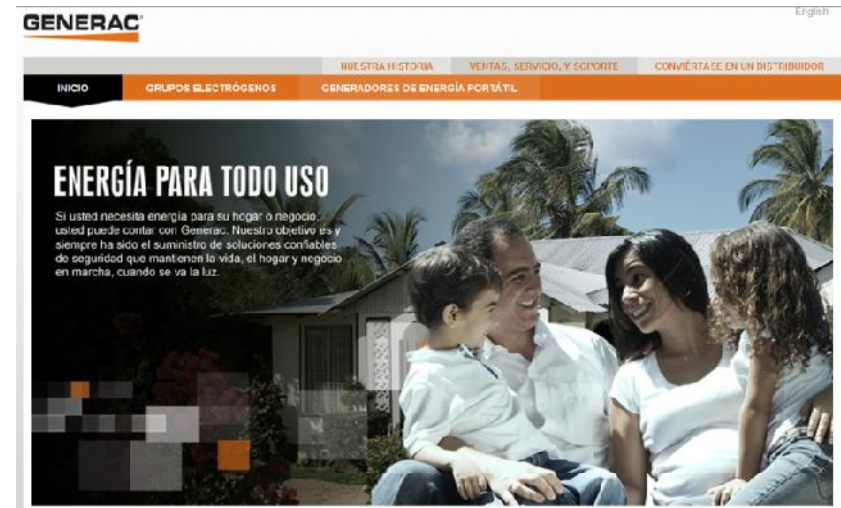 English
GENERAC
NUESTRA HISTORIA VENTAS, SERVICIO, Y SOPORTE CONVIÉRTASE EN UN DISTRIBUIDOR
INICIO GRUPOS ELECTRÓGENOS GENERADORES DE ENERGÍA PORTÁTIL
ENERGÍA PARA TODO USO
Si usted necesita energía para su hogar o negocio,
usted puede contar con Generac. Nuestro objetivo es y
siempre ha sido el suministro de soluciones confiables
de seguridad que mantienen la vida, el hogar y negocio
en marcha, cuando se va la luz.